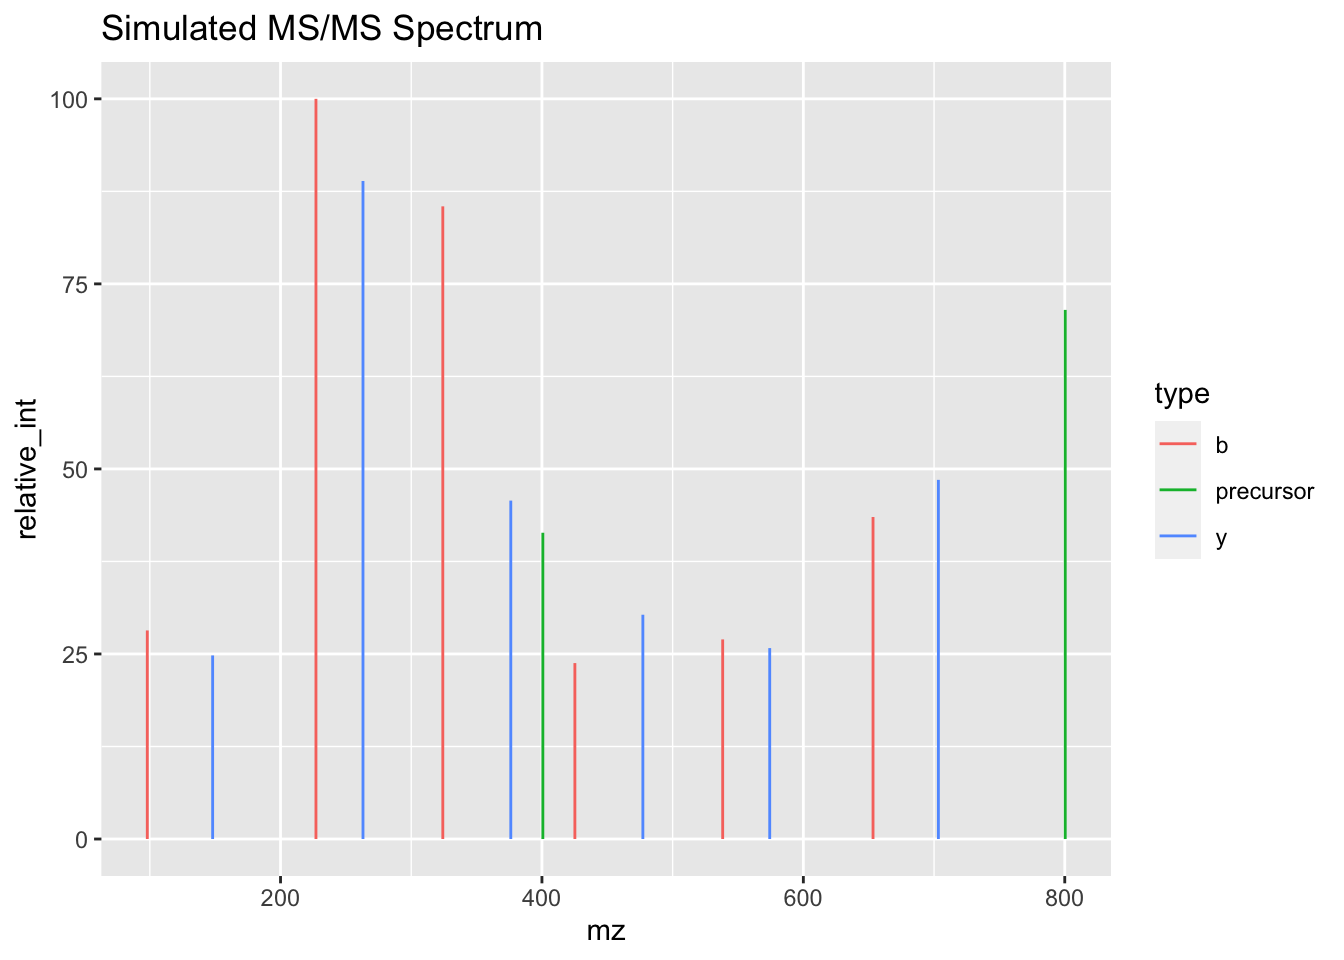 Simulated MS/MS Spectrum
100
75
50
25
0
relative_int
200
400
600
800
mz
type
b
precursor
y